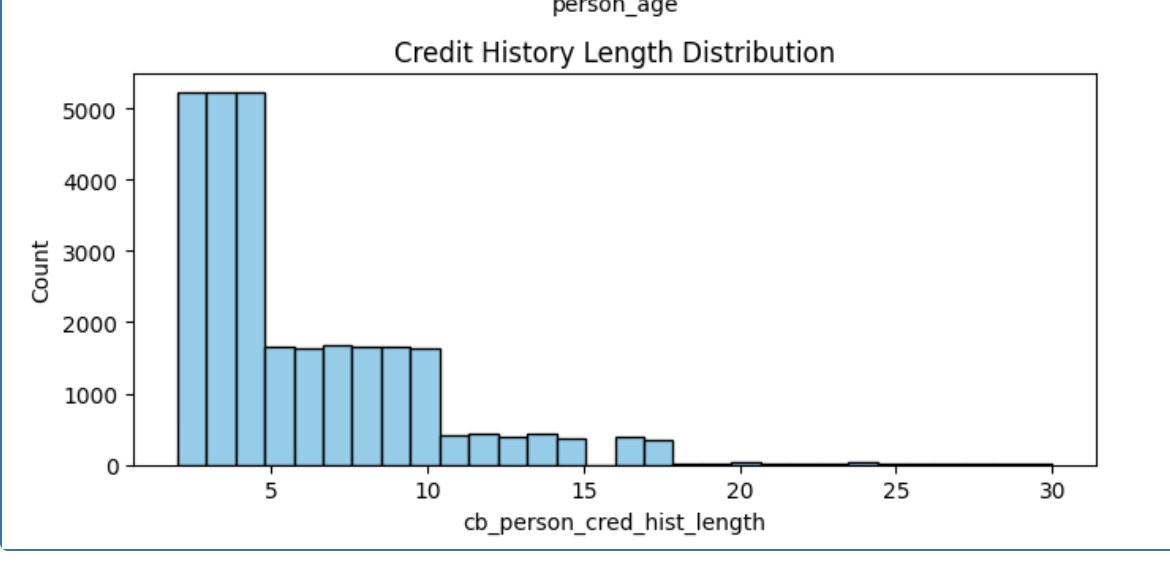 person_age
Credit History Length Distribution
5000
4000
3000
2000
1000
0
Count
5 10 15 20 25 30
cb_person_cred_hist_length